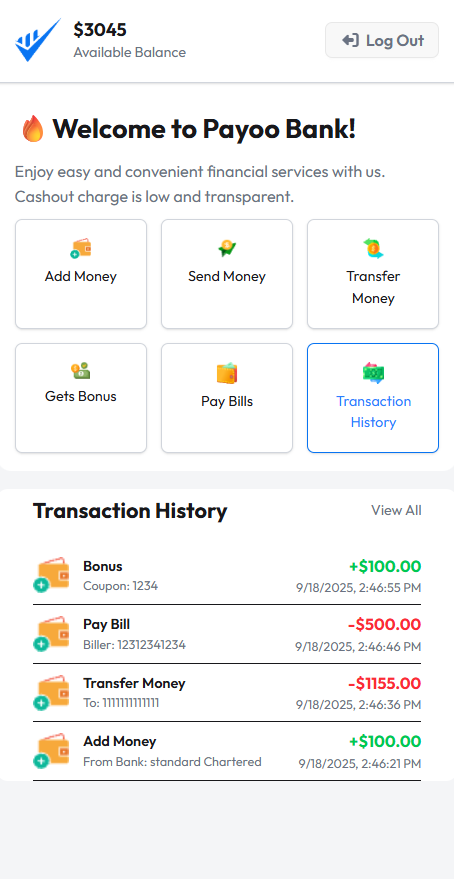 $3045
Available Balance
Log Out
Welcome to Payoo Bank!
Enjoy easy and convenient financial services with us.
Cashout charge is low and transparent.
Add Money
Send Money
Transfer
Money
Gets Bonus
Pay Bills
Transaction
History
Transaction History
View All
Bonus
+$100.00
Coupon: 1234
9/18/2025, 2:46:55 PM
Pay Bill
-$500.00
Biller: 12312341234
9/18/2025, 2:46:46 PM
Transfer Money
-$1155.00
To: 1111111111111
9/18/2025, 2:46:36 PM
Add Money
+$100.00
From Bank: standard Chartered
9/18/2025, 2:46:21 PM